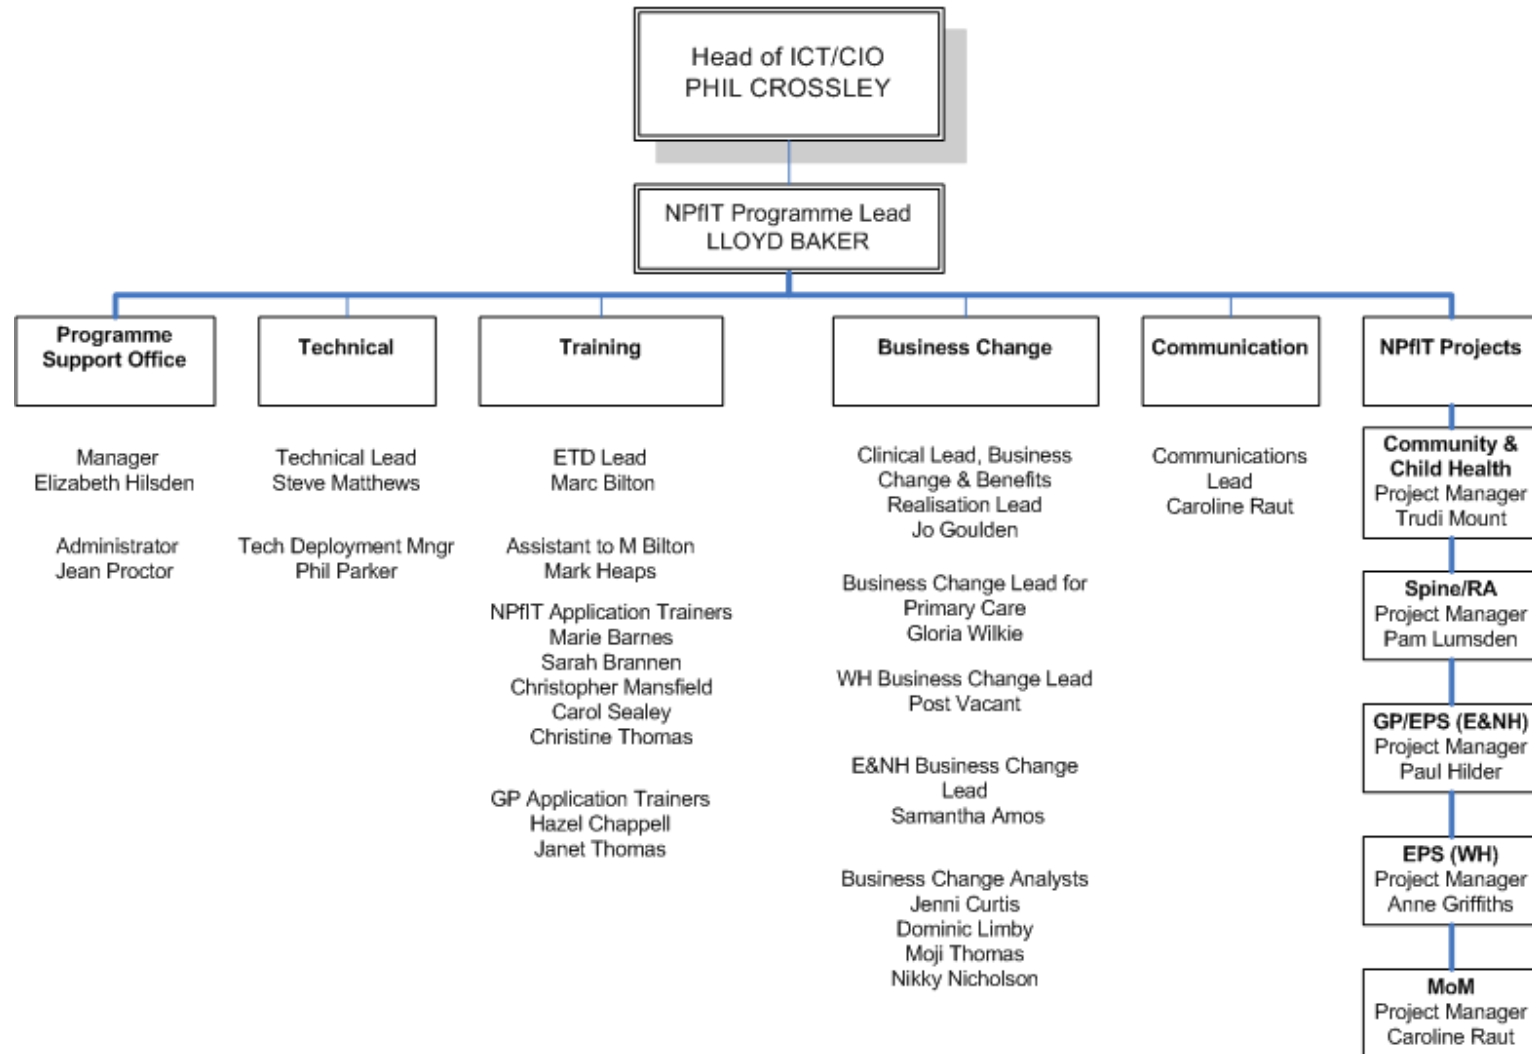 Head of ICT/CIO
PHIL CROSSLEY
NPfIT Programme Lead
LLOYD BAKER
Programme
Support Office
Manager
Elizabeth Hilsden
Administrator
Jean Proctor
Technical
Technical Lead
Steve Matthews
Tech Deployment Mngr
Phil Parker
Training
ETD Lead
Marc Bilton
Assistant to M Bilton
Mark Heaps
NPfIT Application Trainers
Marie Barnes
Sarah Brannen
Christopher Mansfield
Carol Sealey
Christine Thomas
GP Application Trainers
Hazel Chappell
Janet Thomas
Business Change
Clinical Lead, Business
Change & Benefits
Realisation Lead
Jo Goulden
Business Change Lead for
Primary Care
Gloria Wilkie
WH Business Change Lead
Post Vacant
E&NH Business Change
Lead
Samantha Amos
Business Change Analysts
Jenni Curtis
Dominic Limby
Moji Thomas
Nikky Nicholson
Communication
Communications
Lead
Caroline Raut
NPfIT Projects
Community &
Child Health
Project Manager
Trudi Mount
Spine/RA
Project Manager
Pam Lumsden
GP/EPS (E&NH)
Project Manager
Paul Hilder
EPS (WH)
Project Manager
Anne Griffiths
MoM
Project Manager
Caroline Raut